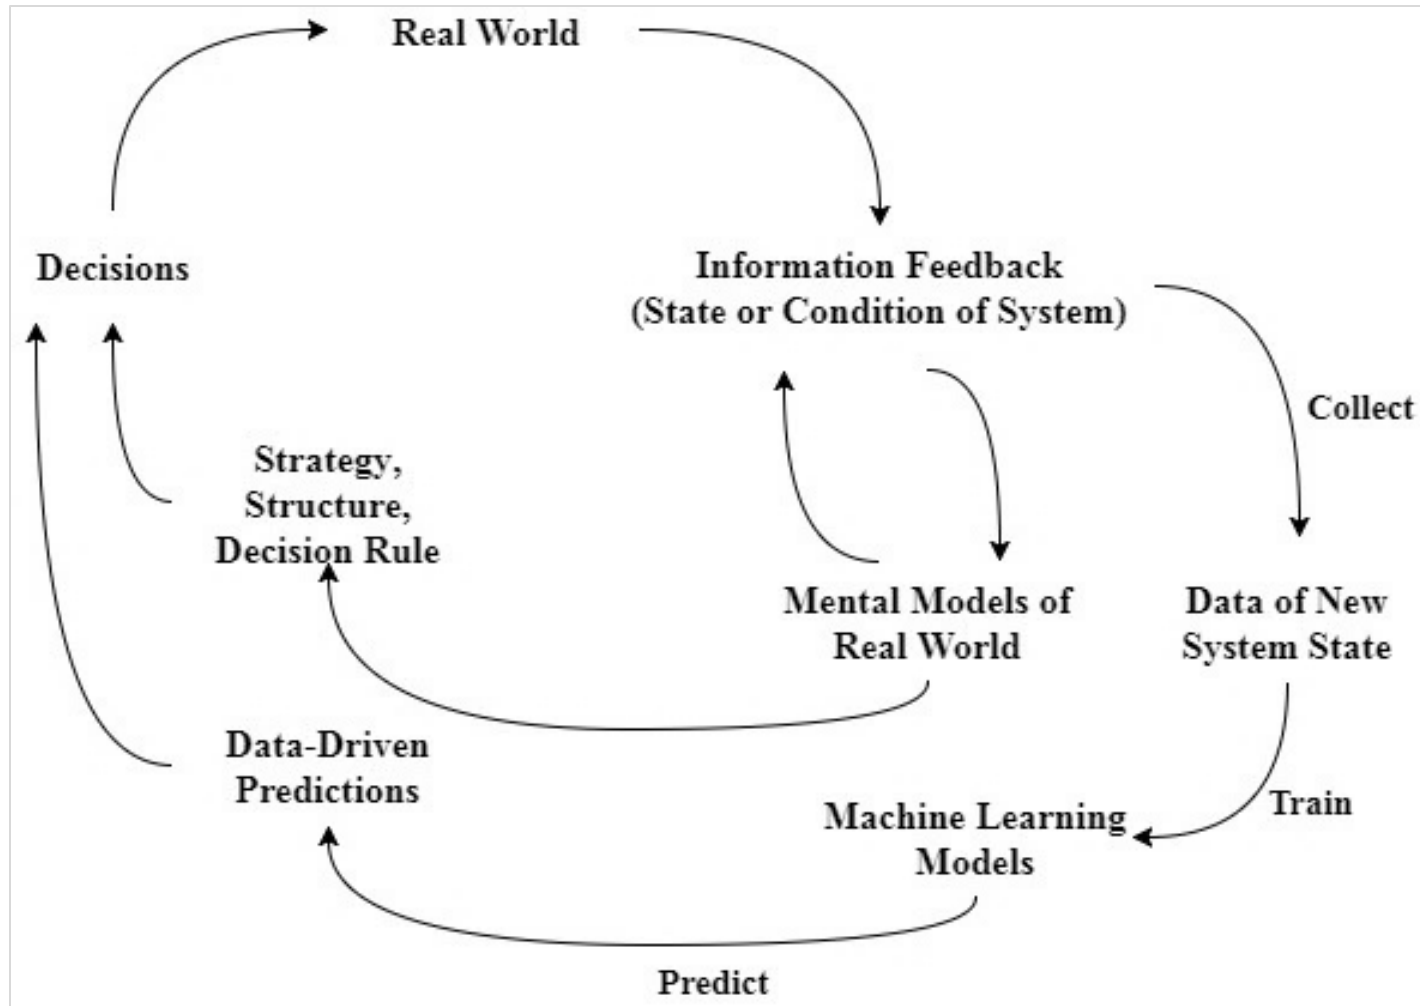 Real World
Decisions
Information Feedback
(State or Condition of System)
Collect
Strategy,
Structure,
Decision Rule
Mental Models of
Real World
Data of New
System State
Data-Driven
Predictions
Machine Learning
Models
Train
Predict